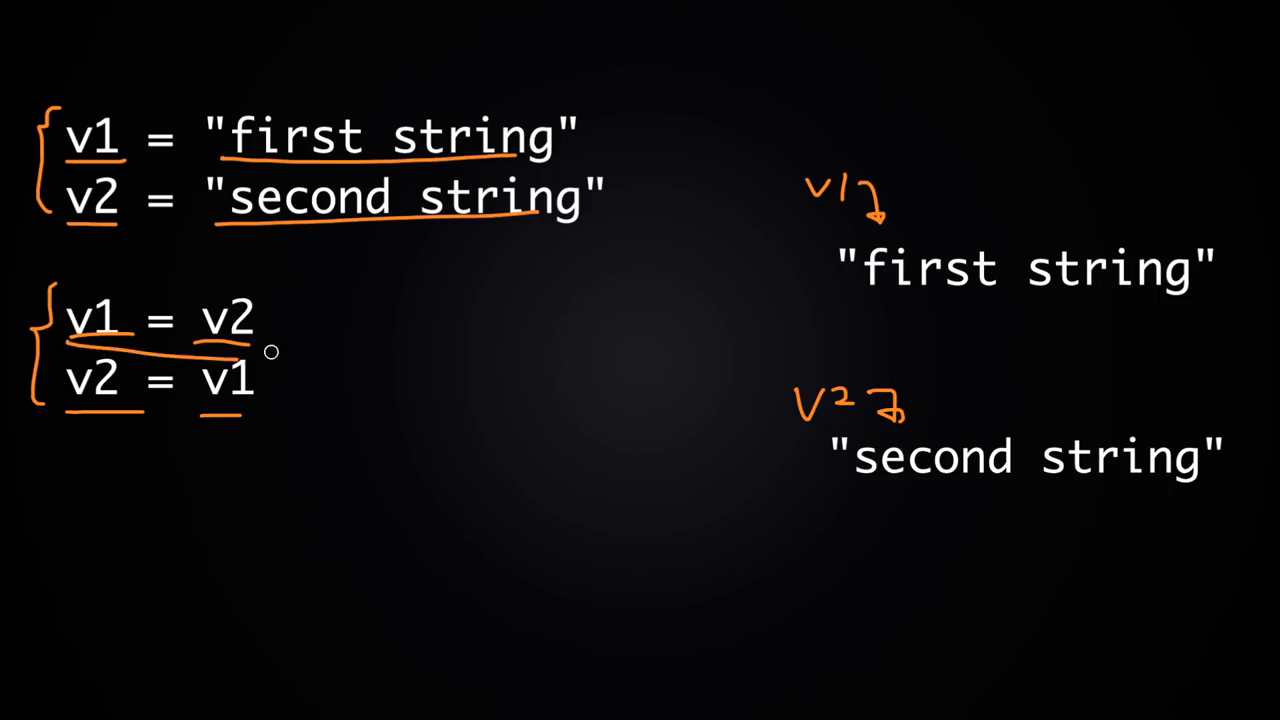 v1 = "first string"
v2 = "second string"
v1 = v2
v2 = v1
v1
"first string"
v2
"second string"